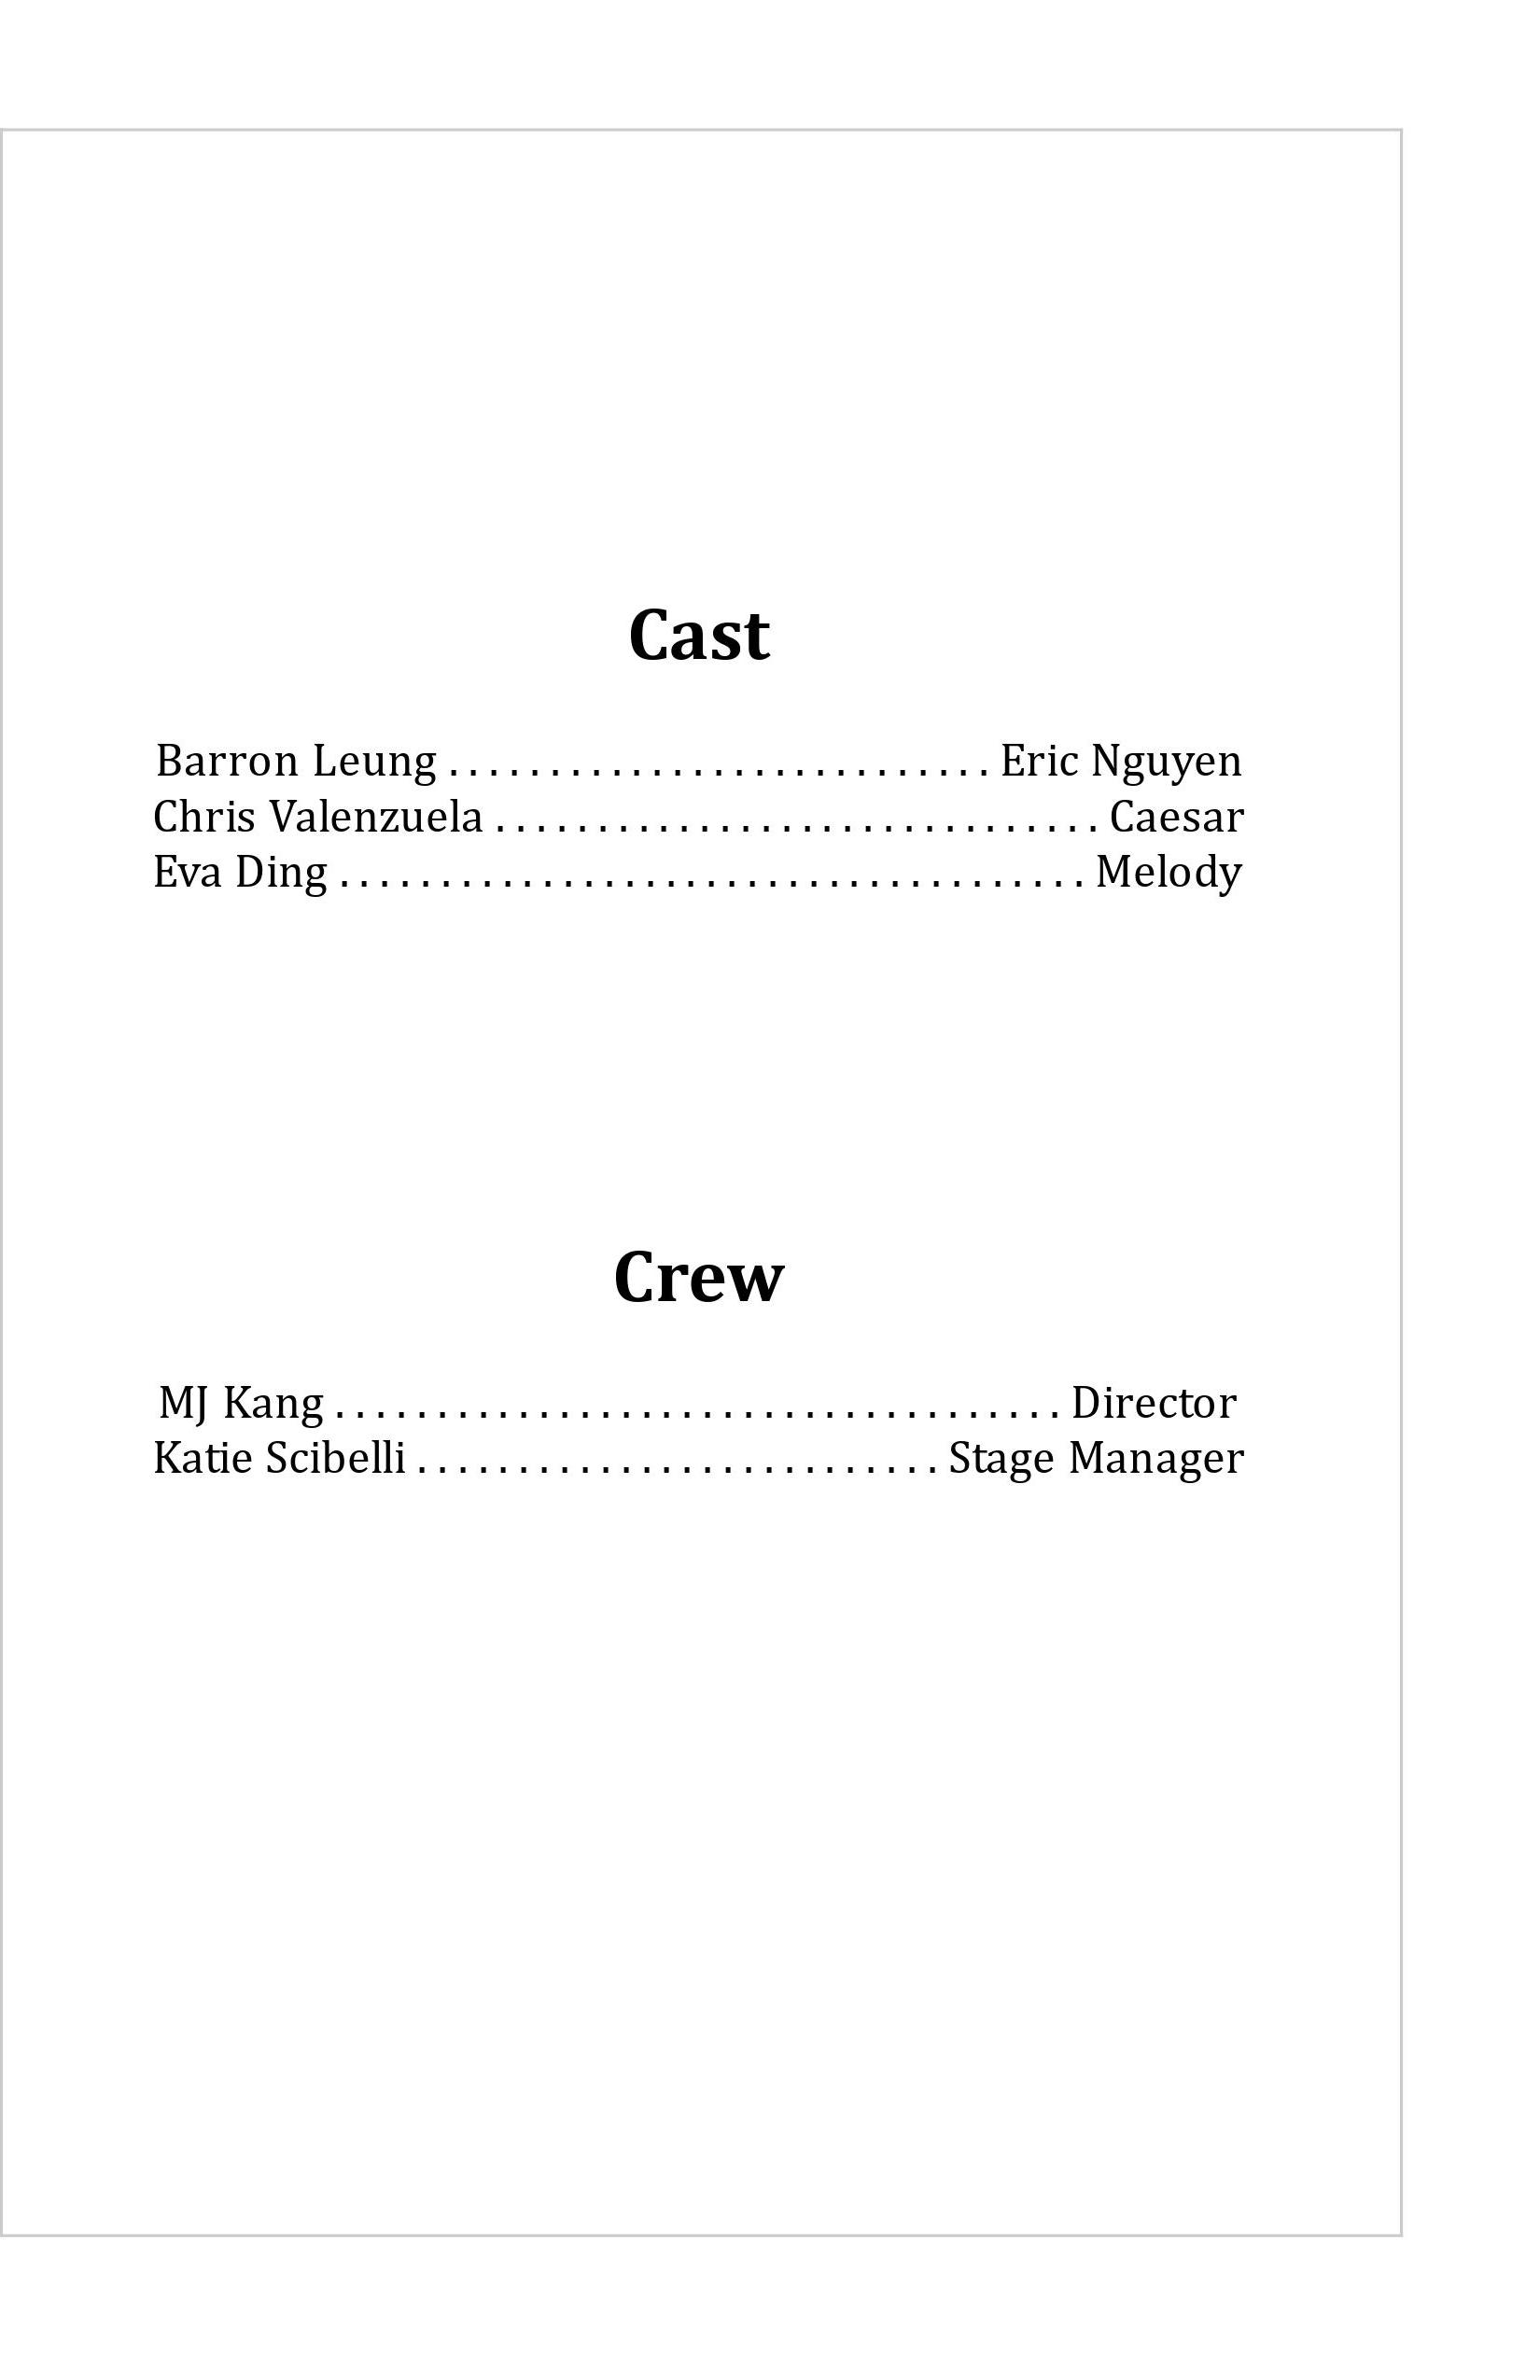 Cast
Barron Leung . . . . . . . . . . . . . . . . . . . . . . . . . . . Eric Nguyen
Chris Valenzuela . . . . . . . . . . . . . . . . . . . . . . . . . . . . . . Caesar
Eva Ding . . . . . . . . . . . . . . . . . . . . . . . . . . . . . . . . . . . . . Melody
Crew
MJ Kang . . . . . . . . . . . . . . . . . . . . . . . . . . . . . . . . . . . . Director
Katie Scibelli . . . . . . . . . . . . . . . . . . . . . . . . . . Stage Manager